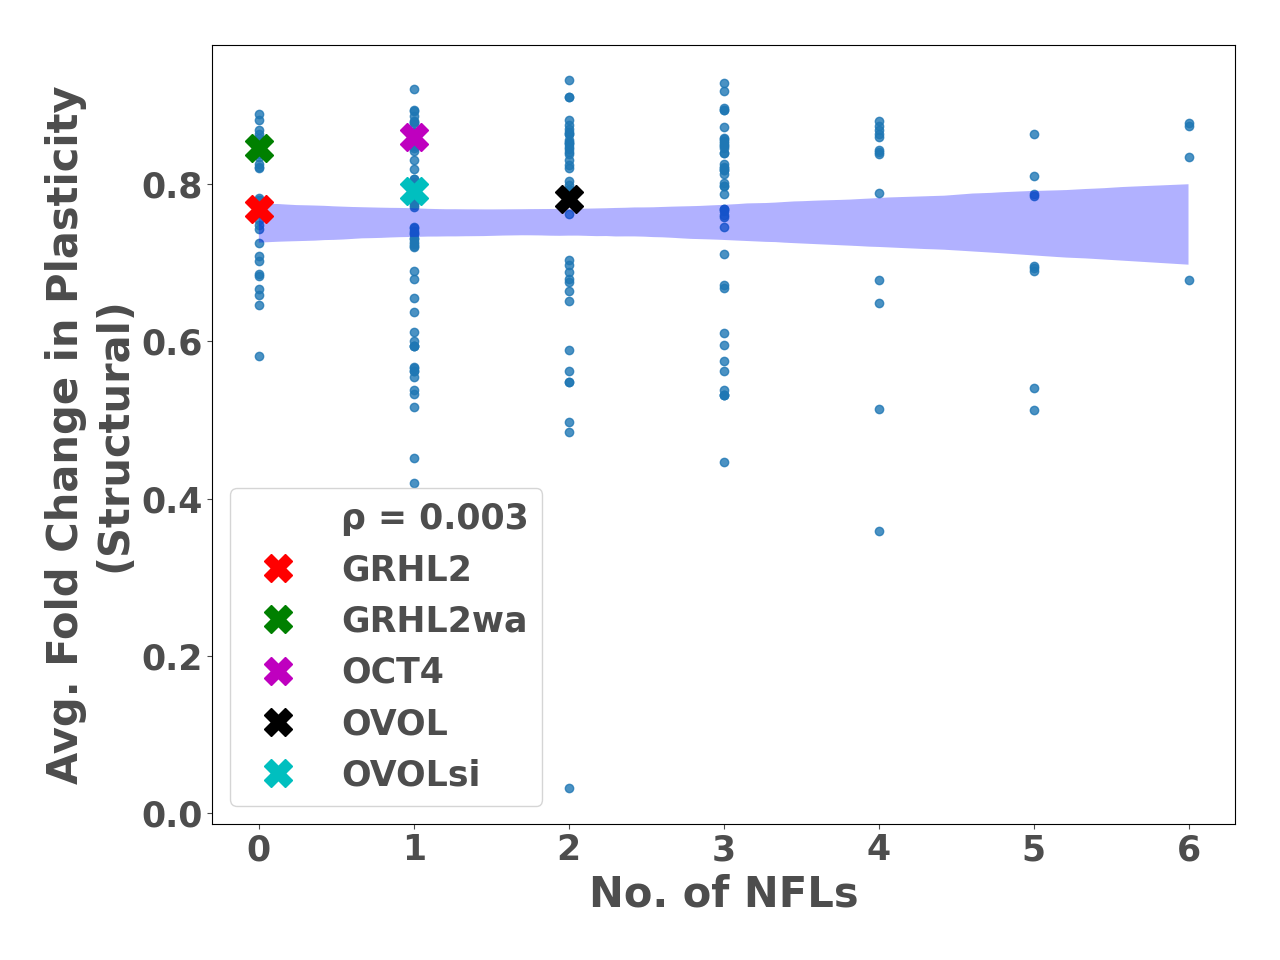 Avg. Fold Change in Plasticity
(Structural)
0.8
0.6
0.4
0.2
0.0
ρ = 0.003
GRHL2
GRHL2wa
OCT4
OVOL
OVOLsi
0 1 2 3 4 5 6
No. of NFLs